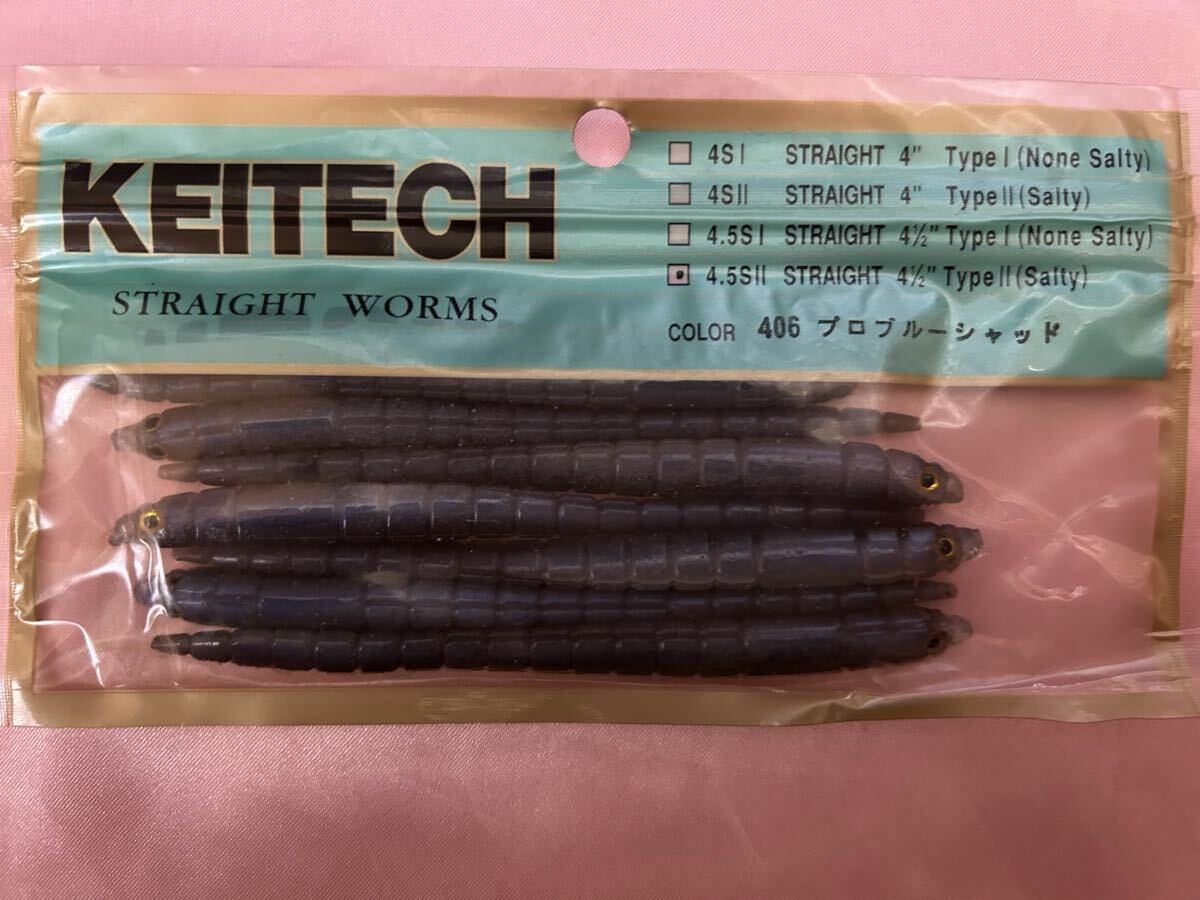 KEITECH
STRAIGHT WORMS
4S I STRAIGHT 4" Type I (None Salty)
4S II STRAIGHT 4" Type II (Salty)
4.5S I STRAIGHT 4½" Type I (None Salty)
4.5S II STRAIGHT 4½" Type II (Salty)
COLOR 406 プロブルーシャッド